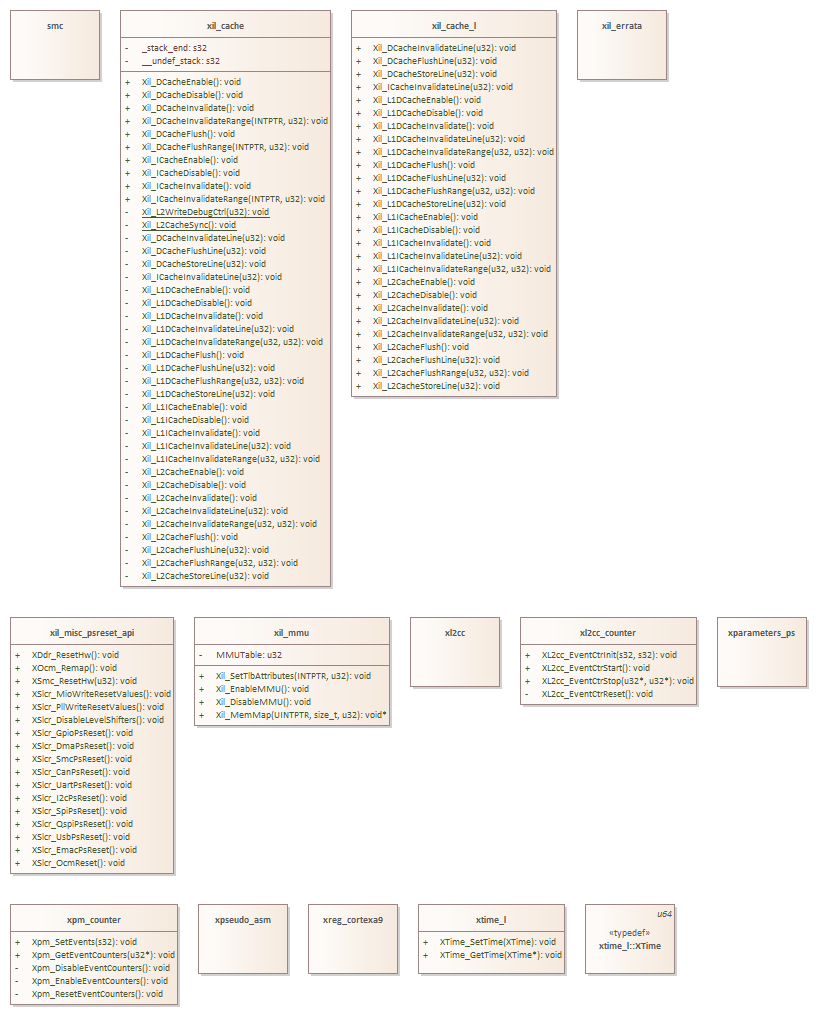 smc
xil_cache
- _stack_end: s32
- __undef_stack: s32
+ Xil_DCacheEnable(): void
+ Xil_DCacheDisable(): void
+ Xil_DCacheInvalidate(): void
+ Xil_DCacheInvalidateRange(INTPTR, u32): void
+ Xil_DCacheFlush(): void
+ Xil_DCacheFlushRange(INTPTR, u32): void
+ Xil_ICacheEnable(): void
+ Xil_ICacheDisable(): void
+ Xil_ICacheInvalidate(): void
+ Xil_ICacheInvalidateRange(INTPTR, u32): void
- Xil_L2WriteDebugCtrl(u32): void
- Xil_L2CacheSync(): void
- Xil_DCacheInvalidateLine(u32): void
- Xil_DCacheFlushLine(u32): void
- Xil_DCacheStoreLine(u32): void
- Xil_ICacheInvalidateLine(u32): void
- Xil_L1DCacheEnable(): void
- Xil_L1DCacheDisable(): void
- Xil_L1DCacheInvalidate(): void
- Xil_L1DCacheInvalidateLine(u32): void
- Xil_L1DCacheInvalidateRange(u32, u32): void
- Xil_L1DCacheFlush(): void
- Xil_L1DCacheFlushLine(u32): void
- Xil_L1DCacheFlushRange(u32, u32): void
- Xil_L1DCacheStoreLine(u32): void
- Xil_L1ICacheEnable(): void
- Xil_L1ICacheDisable(): void
- Xil_L1ICacheInvalidate(): void
- Xil_L1ICacheInvalidateLine(u32): void
- Xil_L1ICacheInvalidateRange(u32, u32): void
- Xil_L2CacheEnable(): void
- Xil_L2CacheDisable(): void
- Xil_L2CacheInvalidate(): void
- Xil_L2CacheInvalidateLine(u32): void
- Xil_L2CacheInvalidateRange(u32, u32): void
- Xil_L2CacheFlush(): void
- Xil_L2CacheFlushLine(u32): void
- Xil_L2CacheFlushRange(u32, u32): void
- Xil_L2CacheStoreLine(u32): void
xil_cache_l
+ Xil_DCacheInvalidateLine(u32): void
+ Xil_DCacheFlushLine(u32): void
+ Xil_DCacheStoreLine(u32): void
+ Xil_ICacheInvalidateLine(u32): void
+ Xil_L1DCacheEnable(): void
+ Xil_L1DCacheDisable(): void
+ Xil_L1DCacheInvalidate(): void
+ Xil_L1DCacheInvalidateLine(u32): void
+ Xil_L1DCacheInvalidateRange(u32, u32): void
+ Xil_L1DCacheFlush(): void
+ Xil_L1DCacheFlushLine(u32): void
+ Xil_L1DCacheFlushRange(u32, u32): void
+ Xil_L1DCacheStoreLine(u32): void
+ Xil_L1ICacheEnable(): void
+ Xil_L1ICacheDisable(): void
+ Xil_L1ICacheInvalidate(): void
+ Xil_L1ICacheInvalidateLine(u32): void
+ Xil_L1ICacheInvalidateRange(u32, u32): void
+ Xil_L2CacheEnable(): void
+ Xil_L2CacheDisable(): void
+ Xil_L2CacheInvalidate(): void
+ Xil_L2CacheInvalidateLine(u32): void
+ Xil_L2CacheInvalidateRange(u32, u32): void
+ Xil_L2CacheFlush(): void
+ Xil_L2CacheFlushLine(u32): void
+ Xil_L2CacheFlushRange(u32, u32): void
+ Xil_L2CacheStoreLine(u32): void
xil_errata
xil_misc_psreset_api
+ XDdr_ResetHw(): void
+ XOcm_Remap(): void
+ XSmc_ResetHw(u32): void
+ XSlcr_MioWriteResetValues(): void
+ XSlcr_PllWriteResetValues(): void
+ XSlcr_DisableLevelShifters(): void
+ XSlcr_GpioPsReset(): void
+ XSlcr_DmaPsReset(): void
+ XSlcr_SmcPsReset(): void
+ XSlcr_CanPsReset(): void
+ XSlcr_UartPsReset(): void
+ XSlcr_I2cPsReset(): void
+ XSlcr_SpiPsReset(): void
+ XSlcr_QspiPsReset(): void
+ XSlcr_UsbPsReset(): void
+ XSlcr_EmacPsReset(): void
+ XSlcr_OcmReset(): void
xil_mmu
- MMUTable: u32
+ Xil_SetTlbAttributes(INTPTR, u32): void
+ Xil_EnableMMU(): void
+ Xil_DisableMMU(): void
+ Xil_MemMap(UINTPTR, size_t, u32): void*
xl2cc
xl2cc_counter
+ XL2cc_EventCtrInit(s32, s32): void
+ XL2cc_EventCtrStart(): void
+ XL2cc_EventCtrStop(u32*, u32*): void
- XL2cc_EventCtrReset(): void
xparameters_ps
xpm_counter
+ Xpm_SetEvents(s32): void
+ Xpm_GetEventCounters(u32*): void
- Xpm_DisableEventCounters(): void
- Xpm_EnableEventCounters(): void
- Xpm_ResetEventCounters(): void
xpseudo_asm
xreg_cortexa9
xtime_l
+ XTime_SetTime(XTime): void
+ XTime_GetTime(XTime*): void
u64
«typedef»
xtime_l::XTime